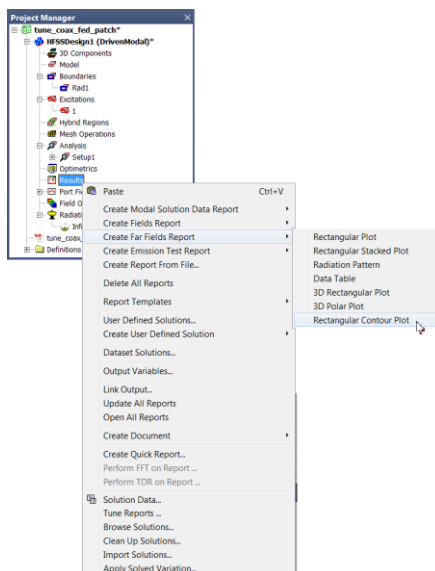 Project Manager
tune_coax_fed_patch*
HFSSDesign1 (DrivenModal)*
3D Components
Model
Boundaries
Rad1
Excitations
1
Hybrid Regions
Mesh Operations
Analysis
Setup1
Optimetrics
Results
Port Fi
Field O
Radiati
Inf
tune_coax_
Definitions
Paste Ctrl+V
Create Modal Solution Data Report
Create Fields Report
Create Far Fields Report
Create Emission Test Report
Create Report From File...
Delete All Reports
Report Templates
User Defined Solutions...
Create User Defined Solution
Dataset Solutions...
Output Variables...
Link Output...
Update All Reports
Open All Reports
Create Document
Create Quick Report...
Perform FFT on Report ...
Perform TDR on Report ...
Solution Data...
Tune Reports ...
Browse Solutions...
Clean Up Solutions...
Import Solutions...
Apply Solved Variation...
Rectangular Plot
Rectangular Stacked Plot
Radiation Pattern
Data Table
3D Rectangular Plot
3D Polar Plot
Rectangular Contour Plot